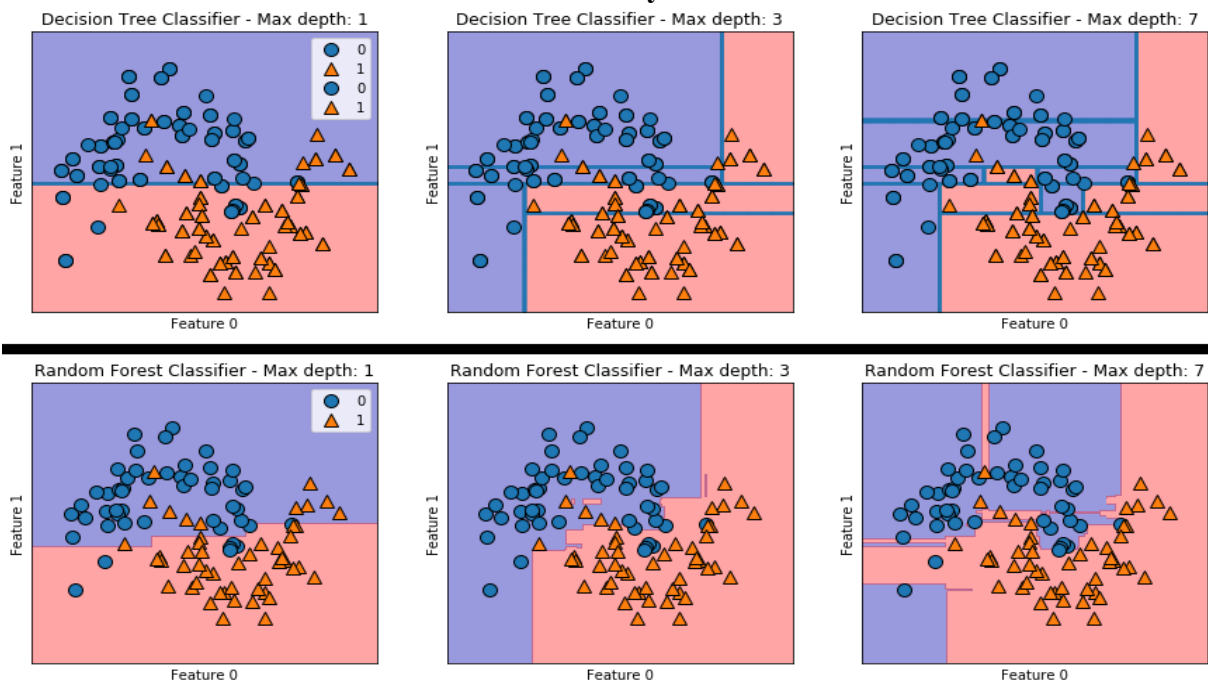 Decision Tree Classifier - Max depth: 1
Decision Tree Classifier - Max depth: 3
Decision Tree Classifier - Max depth: 7
0
1
0
1
Feature 1
Feature 1
Feature 1
Feature 0
Feature 0
Feature 0
Random Forest Classifier - Max depth: 1
Random Forest Classifier - Max depth: 3
Random Forest Classifier - Max depth: 7
0
1
Feature 1
Feature 1
Feature 1
Feature 0
Feature 0
Feature 0